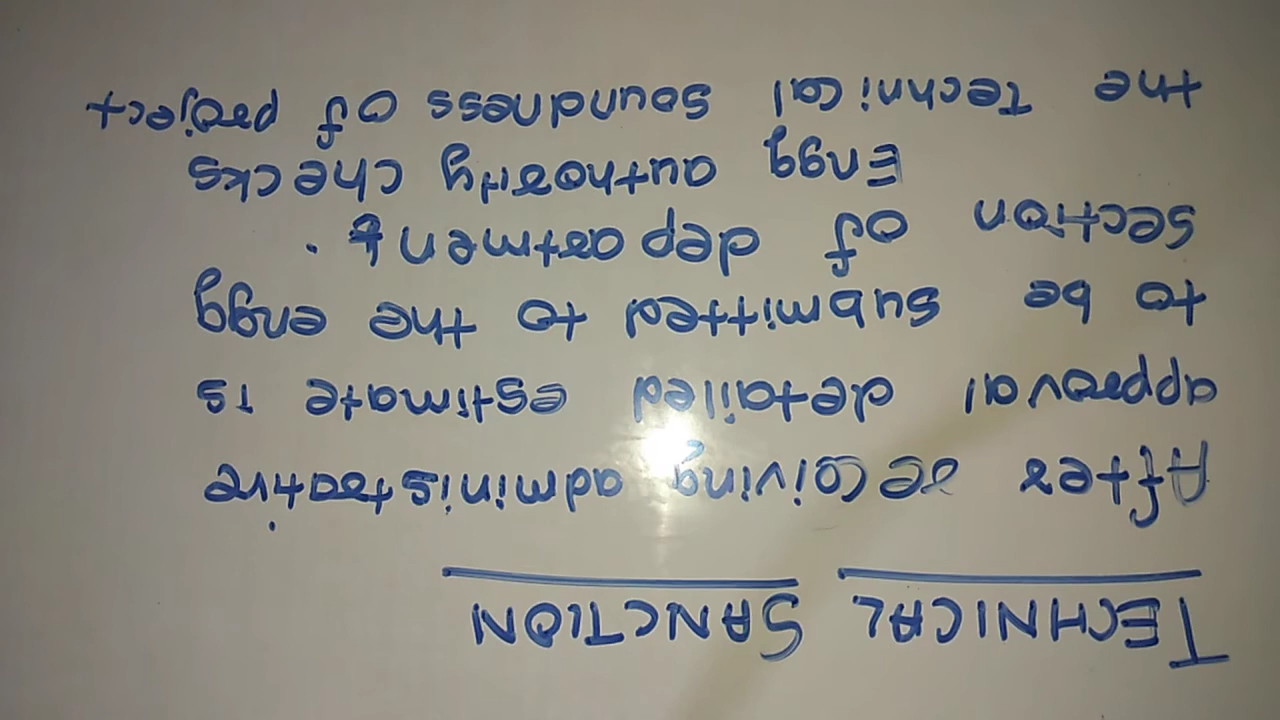 TECHNICAL SANCTION
After recaiving administrative
approval detailed estimate is
to be submitted to the engg
section of department.
Engg authority checks
the Technical soundness of project